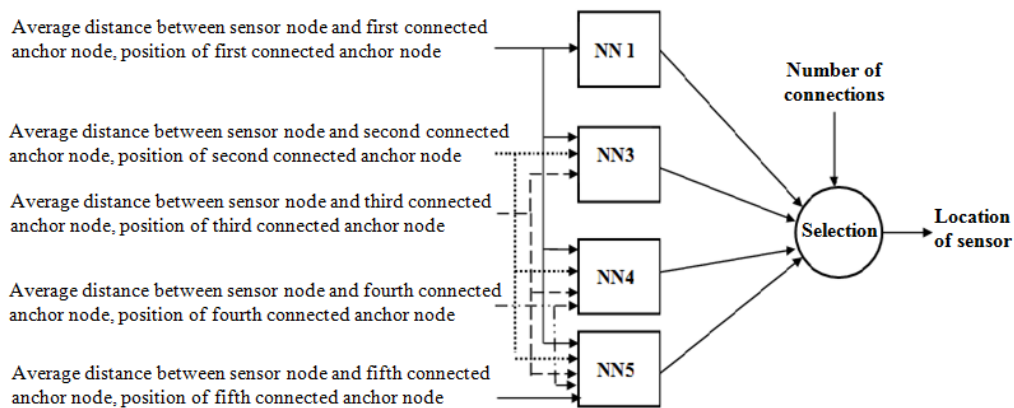 Average distance between sensor node and first connected
anchor node, position of first connected anchor node
NN 1
Number of
connections
Average distance between sensor node and second connected
anchor node, position of second connected anchor node
NN3
Average distance between sensor node and third connected
anchor node, position of third connected anchor node
Selection
Location
of sensor
NN4
Average distance between sensor node and fourth connected
anchor node, position of fourth connected anchor node
NN5
Average distance between sensor node and fifth connected
anchor node, position of fifth connected anchor node